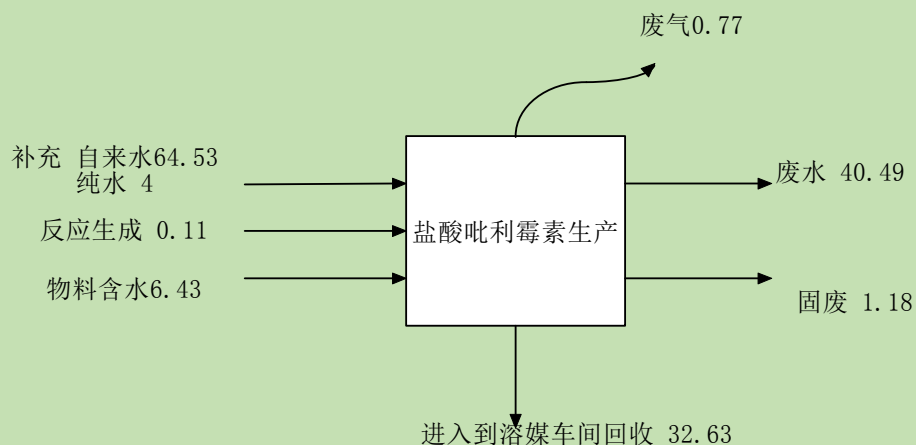 废气0.77
补充 自来水64.53
纯水 4
反应生成 0.11
物料含水6.43
盐酸吡利霉素生产
废水 40.49
固废 1.18
进入到溶媒车间回收 32.63